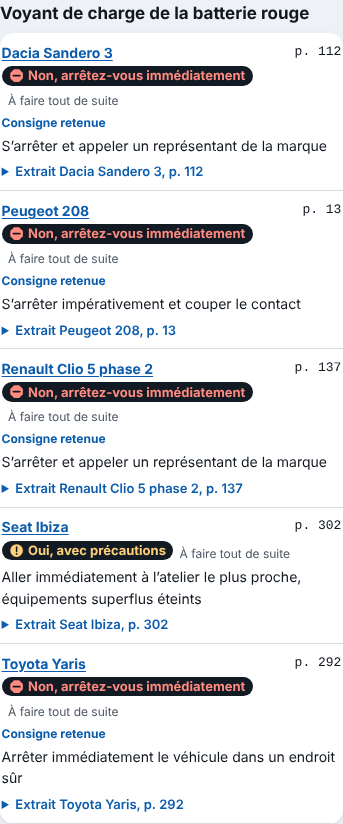 Voyant de charge de la batterie rouge
Dacia Sandero 3 p. 112
Non, arrêtez-vous immédiatement
À faire tout de suite
Consigne retenue
S’arrêter et appeler un représentant de la marque
▶ Extrait Dacia Sandero 3, p. 112
Peugeot 208 p. 13
Non, arrêtez-vous immédiatement
À faire tout de suite
Consigne retenue
S’arrêter impérativement et couper le contact
▶ Extrait Peugeot 208, p. 13
Renault Clio 5 phase 2 p. 137
Non, arrêtez-vous immédiatement
À faire tout de suite
Consigne retenue
S’arrêter et appeler un représentant de la marque
▶ Extrait Renault Clio 5 phase 2, p. 137
Seat Ibiza p. 302
Oui, avec précautions À faire tout de suite
Aller immédiatement à l’atelier le plus proche,
équipements superflus éteints
▶ Extrait Seat Ibiza, p. 302
Toyota Yaris p. 292
Non, arrêtez-vous immédiatement
À faire tout de suite
Consigne retenue
Arrêter immédiatement le véhicule dans un endroit
sûr
▶ Extrait Toyota Yaris, p. 292